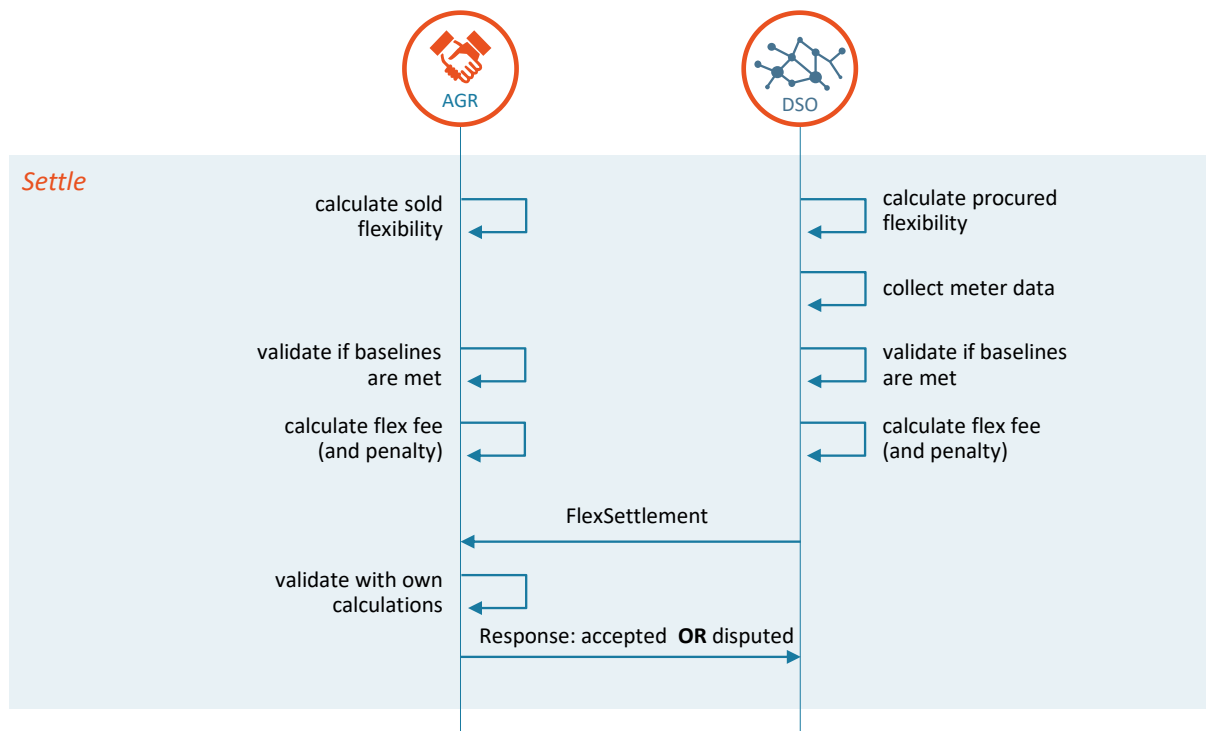 AGR
DSO
Settle
calculate sold
flexibility
calculate procured
flexibility
collect meter data
validate if baselines
are met
validate if baselines
are met
calculate flex fee
(and penalty)
calculate flex fee
(and penalty)
FlexSettlement
validate with own
calculations
Response: accepted OR disputed